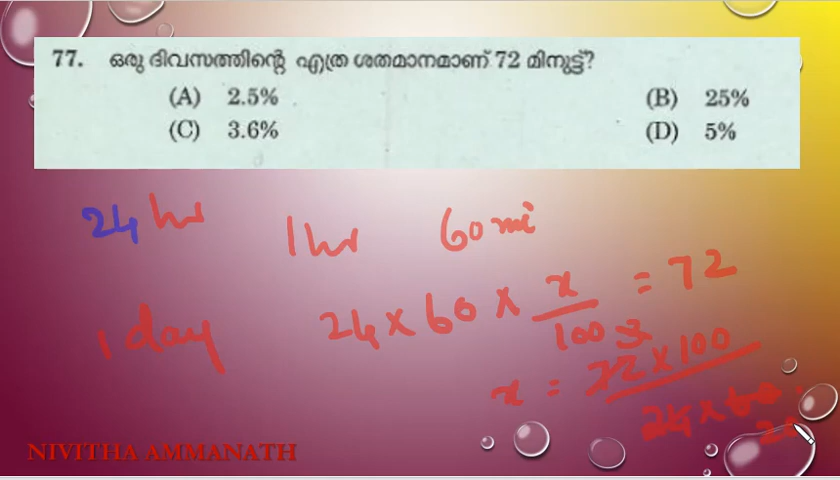 77. ഒരു ദിവസത്തിന്റെ എത്ര ശതമാനമാണ് 72 മിനുട്ട്?
(A) 2.5% (B) 25%
(C) 3.6% (D) 5%
24 hr 1 hr 60 mi
1 day 24 × 60 × x/100 = 72
x = 72 × 100
24 × 60
NIVITHA AMMANATH